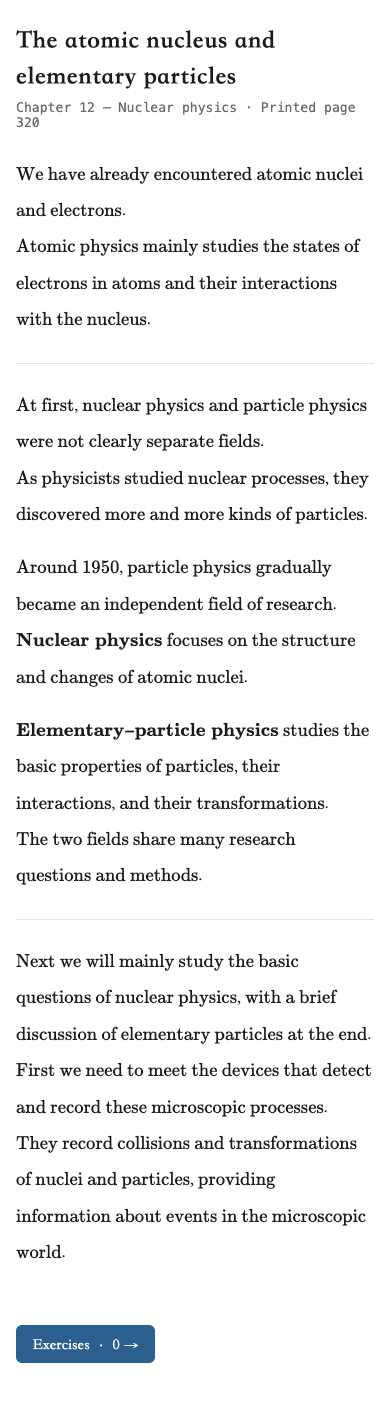 The atomic nucleus and
elementary particles
Chapter 12 — Nuclear physics · Printed page
320
We have already encountered atomic nuclei
and electrons.
Atomic physics mainly studies the states of
electrons in atoms and their interactions
with the nucleus.
At first, nuclear physics and particle physics
were not clearly separate fields.
As physicists studied nuclear processes, they
discovered more and more kinds of particles.
Around 1950, particle physics gradually
became an independent field of research.
Nuclear physics focuses on the structure
and changes of atomic nuclei.
Elementary-particle physics studies the
basic properties of particles, their
interactions, and their transformations.
The two fields share many research
questions and methods.
Next we will mainly study the basic
questions of nuclear physics, with a brief
discussion of elementary particles at the end.
First we need to meet the devices that detect
and record these microscopic processes.
They record collisions and transformations
of nuclei and particles, providing
information about events in the microscopic
world.
Exercises · 0 →